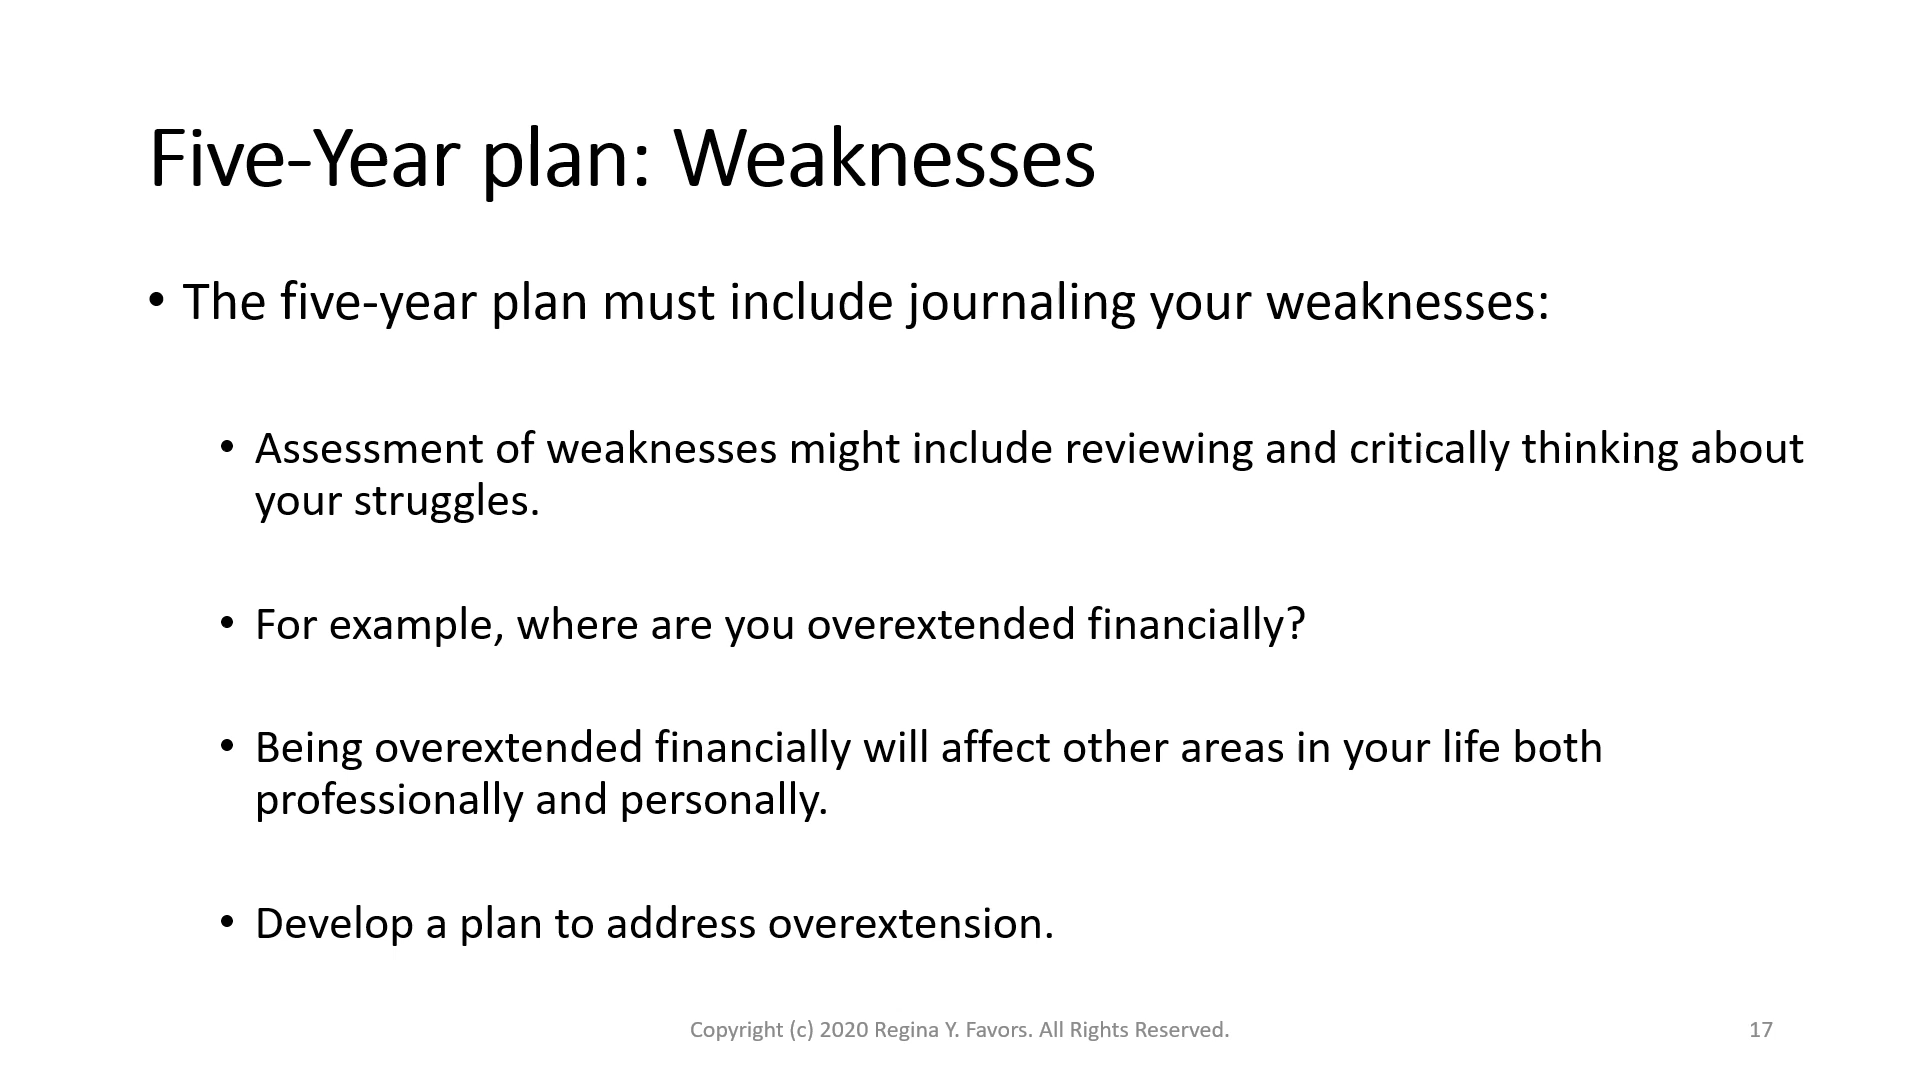 Five-Year plan: Weaknesses
• The five-year plan must include journaling your weaknesses:
• Assessment of weaknesses might include reviewing and critically thinking about
your struggles.
• For example, where are you overextended financially?
• Being overextended financially will affect other areas in your life both
professionally and personally.
• Develop a plan to address overextension.
Copyright (c) 2020 Regina Y. Favors. All Rights Reserved.
17